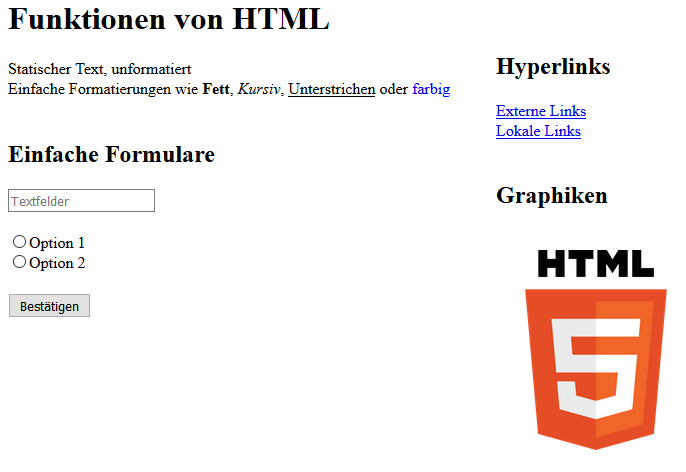 Funktionen von HTML
Statischer Text, unformatiert
Einfache Formatierungen wie Fett, Kursiv, Unterstrichen oder farbig
Einfache Formulare
Textfelder
Option 1
Option 2
Bestätigen
Hyperlinks
Externe Links
Lokale Links
Graphiken
HTML
5